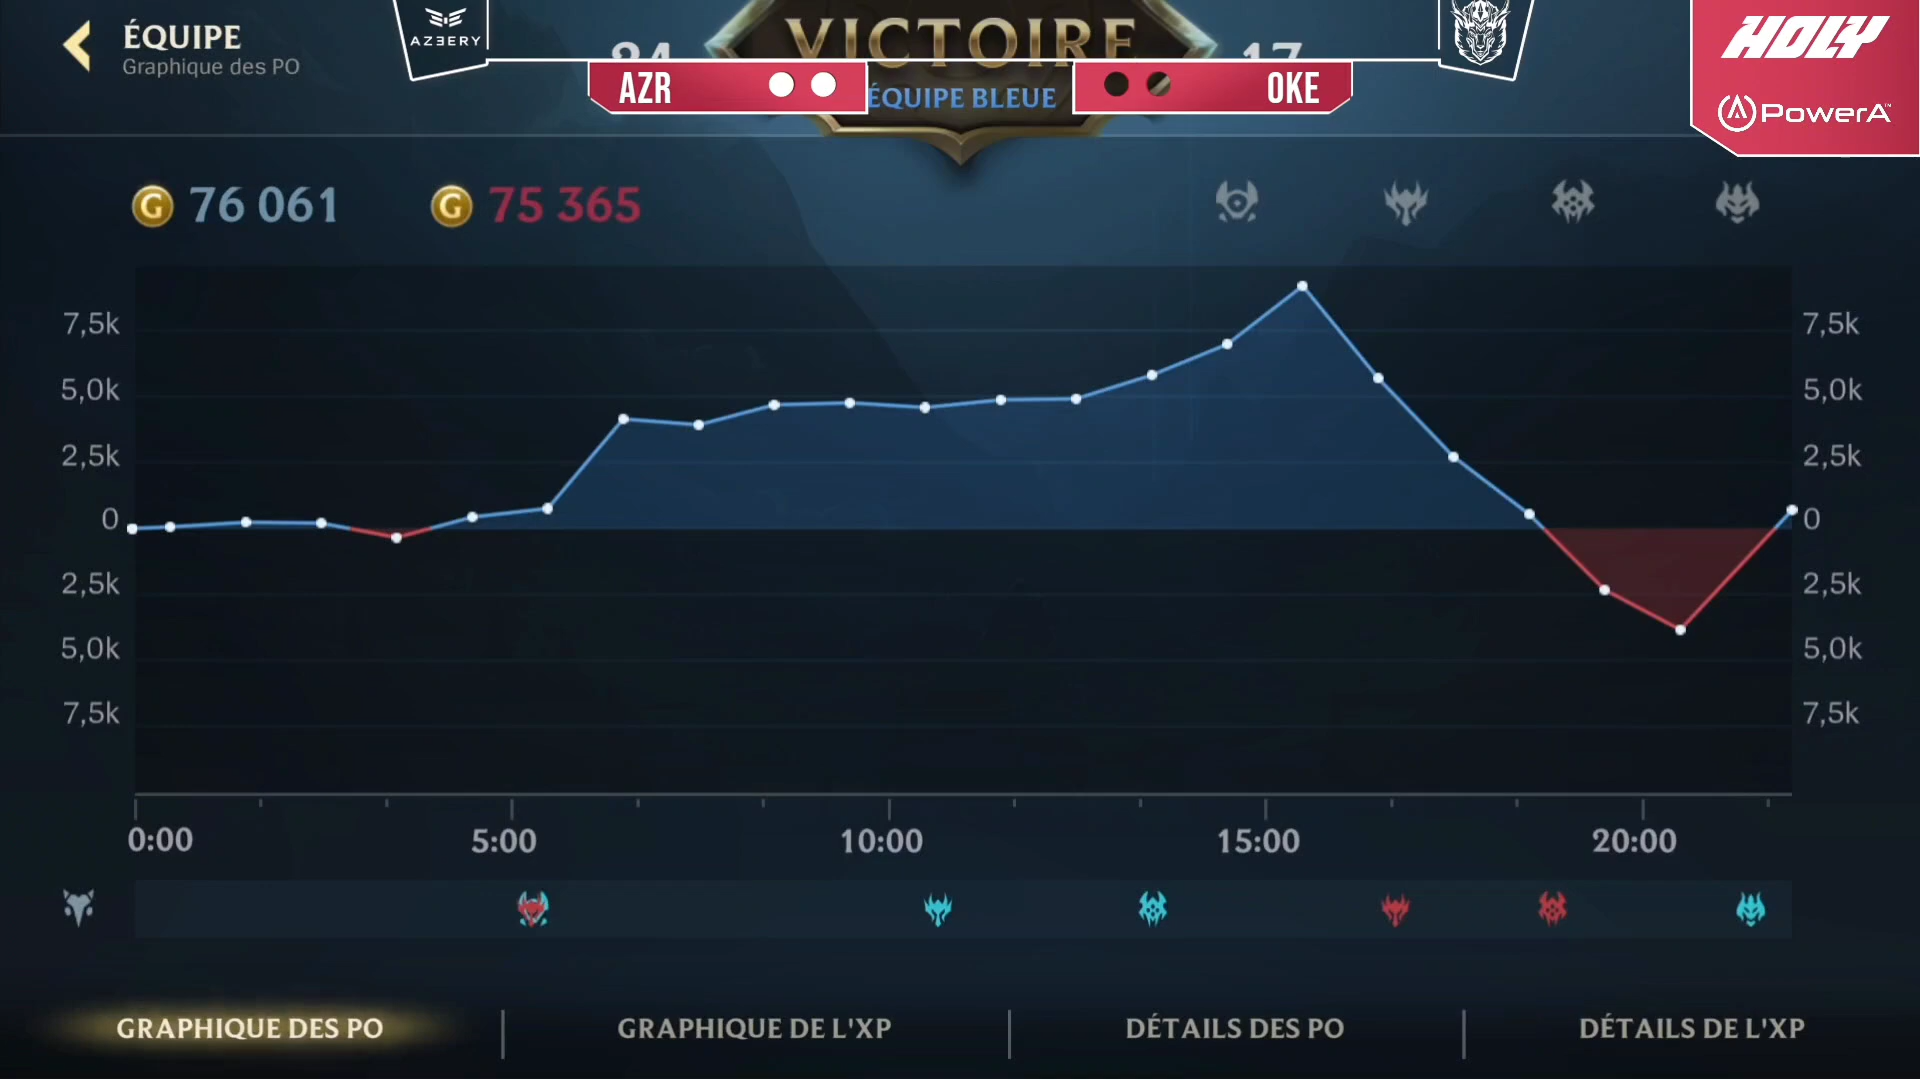 ÉQUIPE
Graphique des PO
AZ3ERY
VICTOIRE
ÉQUIPE BLEUE
AZR
OKE
HOLY
PowerA
G 76 061
G 75 365
7,5k
5,0k
2,5k
0
2,5k
5,0k
7,5k
7,5k
5,0k
2,5k
0
2,5k
5,0k
7,5k
0:00 5:00 10:00 15:00 20:00
GRAPHIQUE DES PO
GRAPHIQUE DE L'XP
DÉTAILS DES PO
DÉTAILS DE L'XP